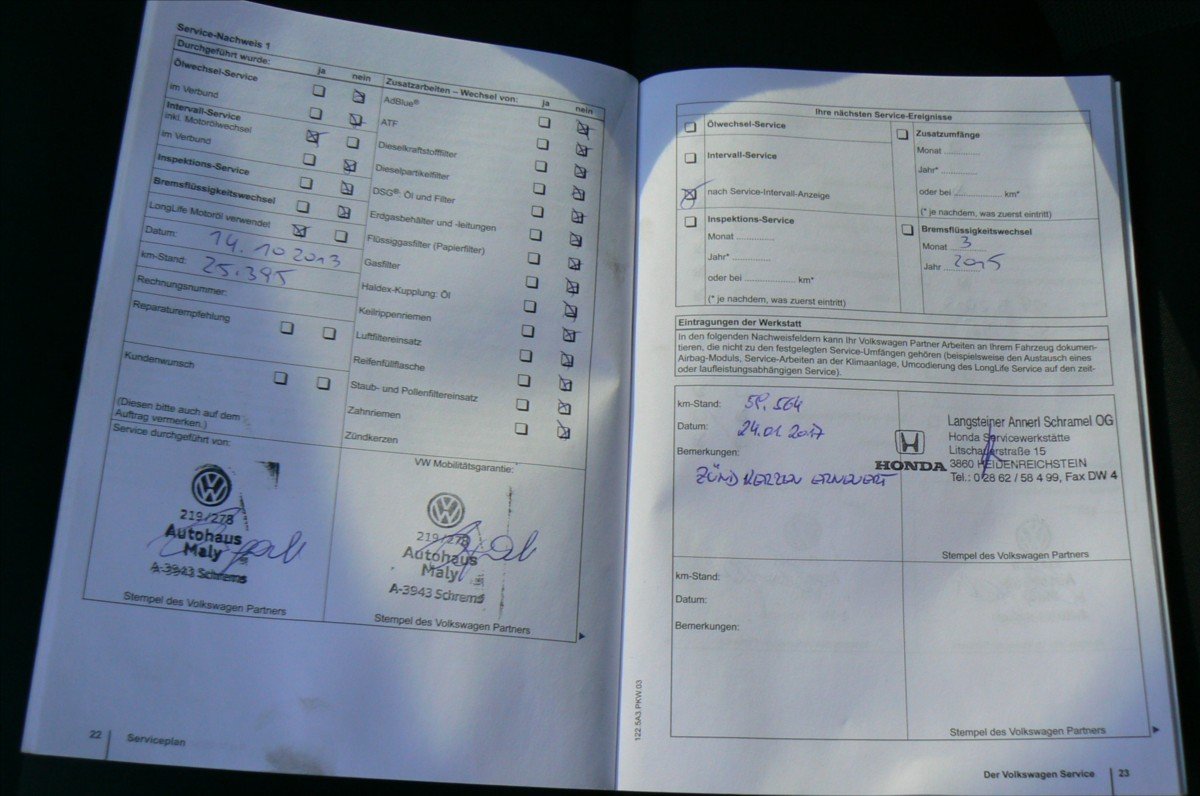 Service-Nachweis 1
Durchgeführt wurde:
ja nein
Ölwechsel-Service
im Verbund
Intervall-Service
inkl. Motorölwechsel
im Verbund
Inspektions-Service
Bremsflüssigkeitswechsel
LongLife Motoröl verwendet
Datum: 14.10 2013
km-Stand: 25.395
Rechnungsnummer:
Reparaturempfehlung
Kundenwunsch
(Diesen bitte auch auf dem
Auftrag vermerken.)
Zusatzarbeiten – Wechsel von: ja nein
AdBlue®
ATF
Dieselkraftstofffilter
Dieselpartikelfilter
DSG®: Öl und Filter
Erdgasbehälter und -leitungen
Flüssiggasfilter (Papierfilter)
Gasfilter
Haldex-Kupplung: Öl
Keilrippenriemen
Luftfiltereinsatz
Reifenfüllflasche
Staub- und Pollenfiltereinsatz
Zahnriemen
Zündkerzen
Service durchgeführt von:
219/278
Autohaus
Maly
A-3943 Schrems
Stempel des Volkswagen Partners
VW Mobilitätsgarantie:
219/278
Autohaus
Maly
A-3943 Schrems
Stempel des Volkswagen Partners
22 Serviceplan
Ihre nächsten Service-Ereignisse
Ölwechsel-Service
Intervall-Service
nach Service-Intervall-Anzeige
Inspektions-Service
Monat ..............
Jahr* ..............
oder bei .................... km*
(* je nachdem, was zuerst eintritt)
Zusatzumfänge
Monat .............
Jahr* .............
oder bei .................... km*
(* je nachdem, was zuerst eintritt)
Bremsflüssigkeitswechsel
Monat 3
Jahr 2015
Eintragungen der Werkstatt
In den folgenden Nachweisfeldern kann Ihr Volkswagen Partner Arbeiten an Ihrem Fahrzeug dokumen-
tieren, die nicht zu den festgelegten Service-Umfängen gehören (beispielsweise den Austausch eines
Airbag-Moduls, Service-Arbeiten an der Klimaanlage, Umcodierung des LongLife Service auf den zeit-
oder laufleistungsabhängigen Service).
km-Stand: 59.564
Datum: 24.01.2017
Bemerkungen:
ZÜNDKERZEN ERNEUERT
HONDA
Langsteiner Annerl Schramel OG
Honda Servicewerkstätte
Litschauerstraße 15
3860 HEIDENREICHSTEIN
Tel.: 0 28 62 / 58 4 99, Fax DW 4
Stempel des Volkswagen Partners
km-Stand:
Datum:
Bemerkungen:
Stempel des Volkswagen Partners
122.5A3.PKW.03
Der Volkswagen Service 23